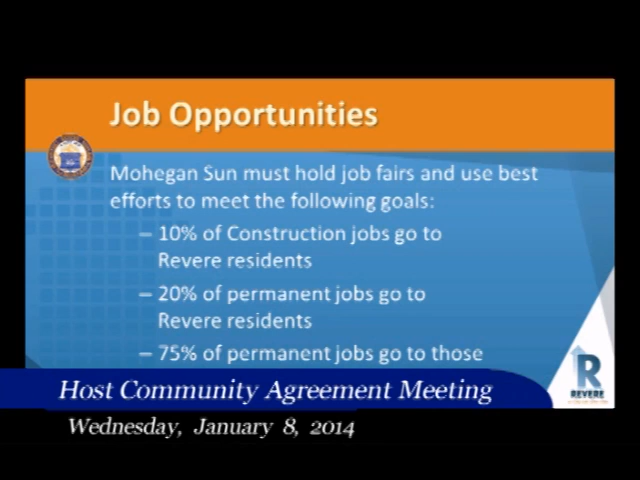 Job Opportunities
Mohegan Sun must hold job fairs and use best
efforts to meet the following goals:
– 10% of Construction jobs go to
Revere residents
– 20% of permanent jobs go to
Revere residents
– 75% of permanent jobs go to those
R
REVERE
Host Community Agreement Meeting
Wednesday, January 8, 2014